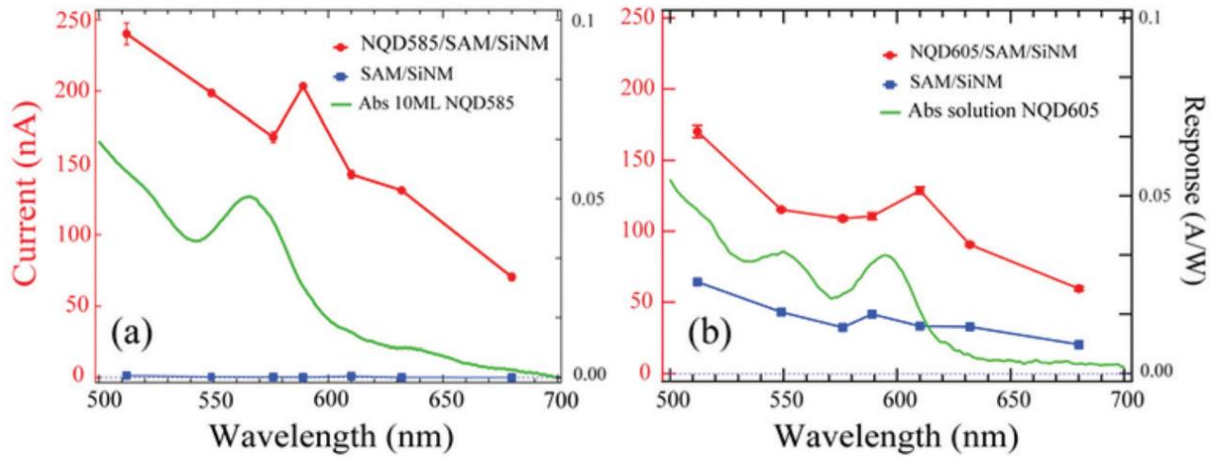 250
200
150
100
50
0
Current (nA)
NQD585/SAM/SiNM
SAM/SiNM
Abs 10ML NQD585
(a)
0.1
0.05
0.00
500
550
600
650
700
Wavelength (nm)
250
200
150
100
50
0
NQD605/SAM/SiNM
SAM/SiNM
Abs solution NQD605
(b)
0.1
0.05
0.00
Response (A/W)
500
550
600
650
700
Wavelength (nm)